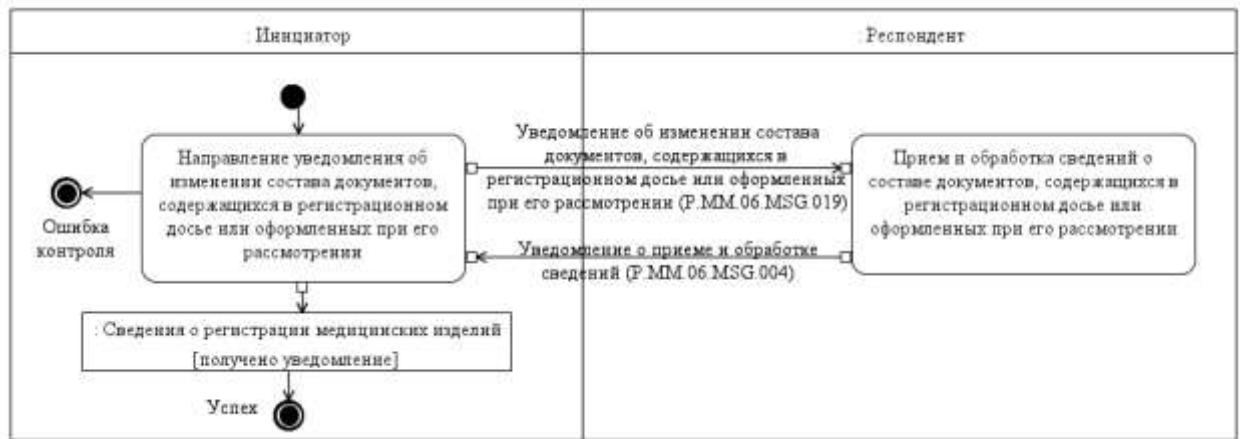 : Инициатор
: Респондент
Уведомление об изменении состава
документов, содержащихся в
регистрационном досье или оформленных
при его рассмотрении (P.MM.06.MSG.019)
Направление уведомления об
изменении состава документов,
содержащихся в регистрационном
досье или оформленных при его
рассмотрении
Прием и обработка сведений о
составе документов, содержащихся в
регистрационном досье или
оформленных при его рассмотрении
Ошибка
контроля
Уведомление о приеме и обработке
сведений (P.MM.06.MSG.004)
: Сведения о регистрации медицинских изделий
[получено уведомление]
Успех